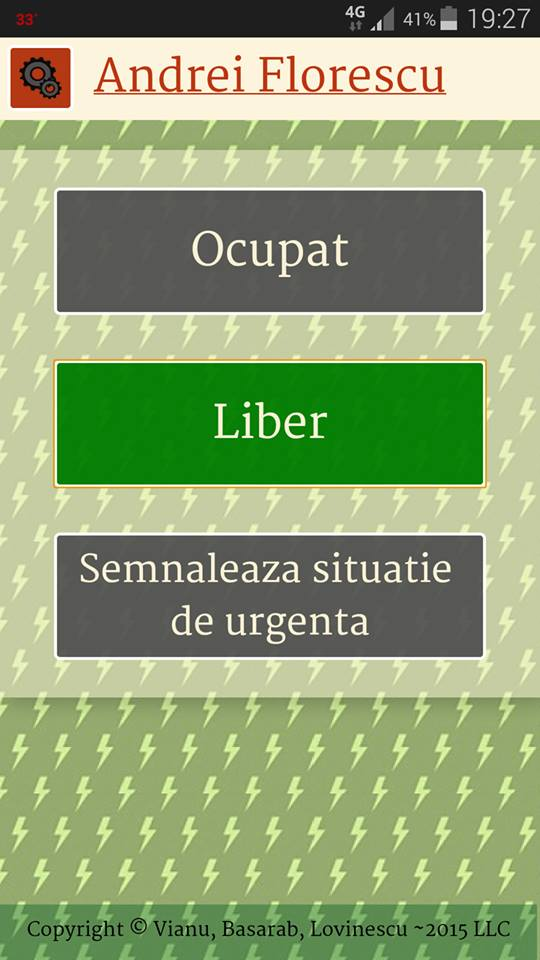 33°
4G
41%
19:27
Andrei Florescu
Ocupat
Liber
Semnaleaza situatie
de urgenta
Copyright © Vianu, Basarab, Lovinescu ~2015 LLC